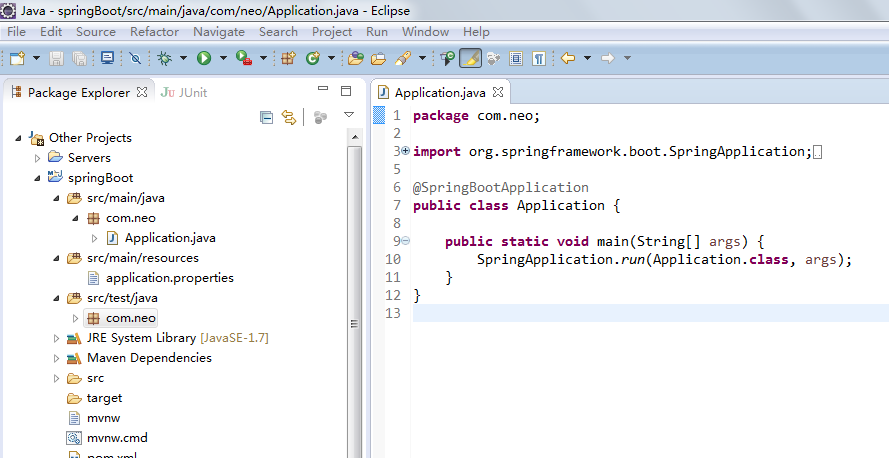 Java - springBoot/src/main/java/com/neo/Application.java - Eclipse
File Edit Source Refactor Navigate Search Project Run Window Help
Package Explorer
JUnit
Other Projects
Servers
springBoot
src/main/java
com.neo
Application.java
src/main/resources
application.properties
src/test/java
com.neo
JRE System Library [JavaSE-1.7]
Maven Dependencies
src
target
mvnw
mvnw.cmd
pom.xml
Application.java
1 package com.neo;
2
3 import org.springframework.boot.SpringApplication;
5
6 @SpringBootApplication
7 public class Application {
8
9 public static void main(String[] args) {
10 SpringApplication.run(Application.class, args);
11 }
12 }
13